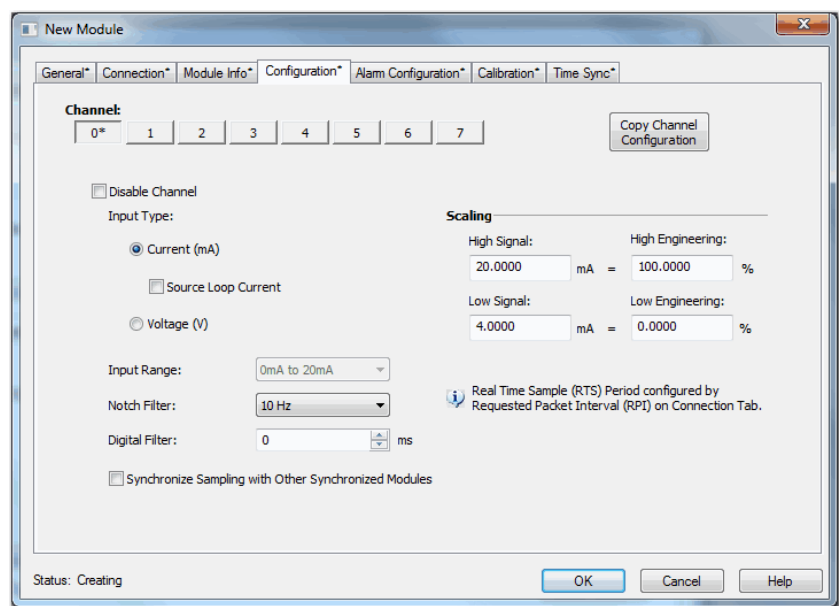 New Module
General* Connection* Module Info* Configuration* Alarm Configuration* Calibration* Time Sync*
Channel:
0* 1 2 3 4 5 6 7
Copy Channel
Configuration
Disable Channel
Input Type:
Scaling
Current (mA)
High Signal: High Engineering:
20.0000 mA = 100.0000 %
Source Loop Current
Low Signal: Low Engineering:
Voltage (V)
4.0000 mA = 0.0000 %
Input Range: 0mA to 20mA
Real Time Sample (RTS) Period configured by
Requested Packet Interval (RPI) on Connection Tab.
Notch Filter: 10 Hz
Digital Filter: 0 ms
Synchronize Sampling with Other Synchronized Modules
Status: Creating
OK Cancel Help